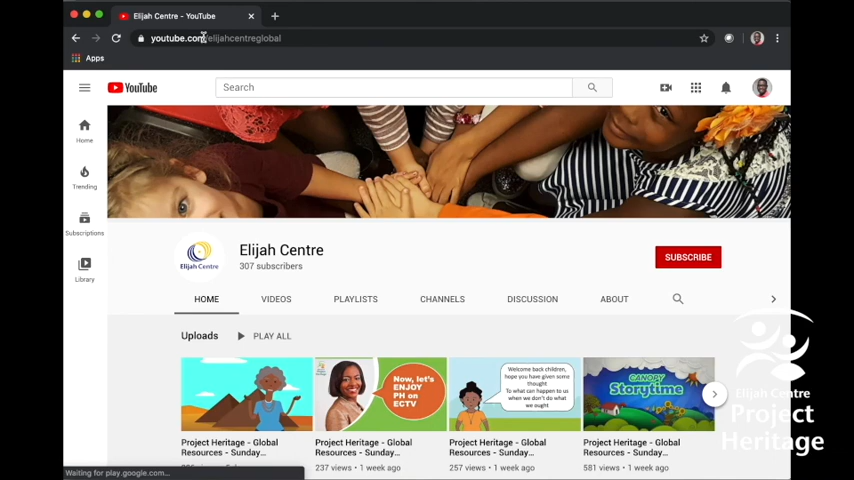 Elijah Centre - YouTube
youtube.com/elijahcentreglobal
Apps
YouTube
Search
Home
Trending
Subscriptions
Library
Elijah Centre
Elijah Centre
307 subscribers
SUBSCRIBE
HOME VIDEOS PLAYLISTS CHANNELS DISCUSSION ABOUT
Uploads PLAY ALL
Now, let's
ENJOY
PH on
ECTV
Welcome back children,
hope you have given some
thought
To what can happen to us
when we don't do what
we ought
CANOPY
Storytime
Project Heritage - Global
Resources - Sunday...
Project Heritage - Global
Resources - Sunday...
237 views • 1 week ago
Project Heritage - Global
Resources - Sunday...
257 views • 1 week ago
Project Heritage - Global
Resources - Sunday...
581 views • 1 week ago
Waiting for play.google.com...
Elijah Centre
Project
Heritage